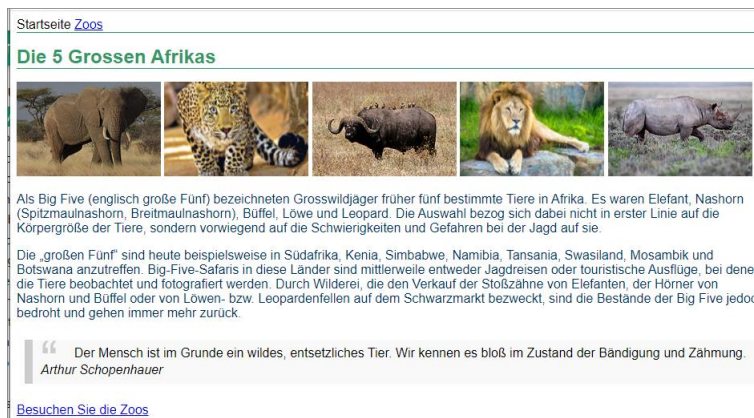 Startseite Zoos
Die 5 Grossen Afrikas
Als Big Five (englisch große Fünf) bezeichneten Grosswildjäger früher fünf bestimmte Tiere in Afrika. Es waren Elefant, Nashorn
(Spitzmaulnashorn, Breitmaulnashorn), Büffel, Löwe und Leopard. Die Auswahl bezog sich dabei nicht in erster Linie auf die
Körpergröße der Tiere, sondern vorwiegend auf die Schwierigkeiten und Gefahren bei der Jagd auf sie.
Die „großen Fünf“ sind heute beispielsweise in Südafrika, Kenia, Simbabwe, Namibia, Tansania, Swasiland, Mosambik und
Botswana anzutreffen. Big-Five-Safaris in diese Länder sind mittlerweile entweder Jagdreisen oder touristische Ausflüge, bei dene
die Tiere beobachtet und fotografiert werden. Durch Wilderei, die den Verkauf der Stoßzähne von Elefanten, der Hörner von
Nashorn und Büffel oder von Löwen- bzw. Leopardenfellen auf dem Schwarzmarkt bezweckt, sind die Bestände der Big Five jedoc
bedroht und gehen immer mehr zurück.
“ Der Mensch ist im Grunde ein wildes, entsetzliches Tier. Wir kennen es bloß im Zustand der Bändigung und Zähmung.
Arthur Schopenhauer
Besuchen Sie die Zoos